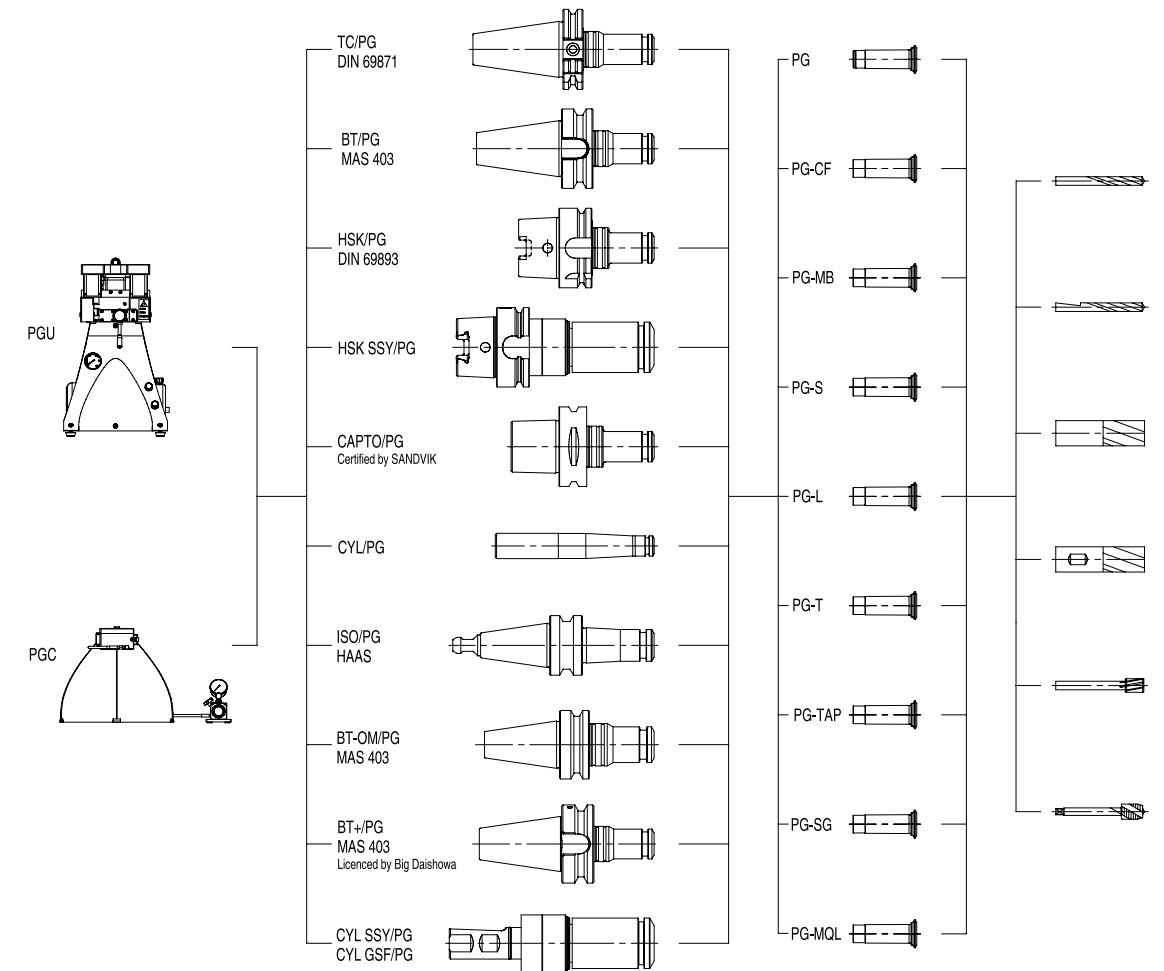 PGU
PGC
TC/PG
DIN 69871
BT/PG
MAS 403
HSK/PG
DIN 69893
HSK SSY/PG
CAPTO/PG
Certified by SANDVIK
CYL/PG
ISO/PG
HAAS
BT-OM/PG
MAS 403
BT+/PG
MAS 403
Licenced by Big Daishowa
CYL SSY/PG
CYL GSF/PG
PG
PG-CF
PG-MB
PG-S
PG-L
PG-T
PG-TAP
PG-SG
PG-MQL